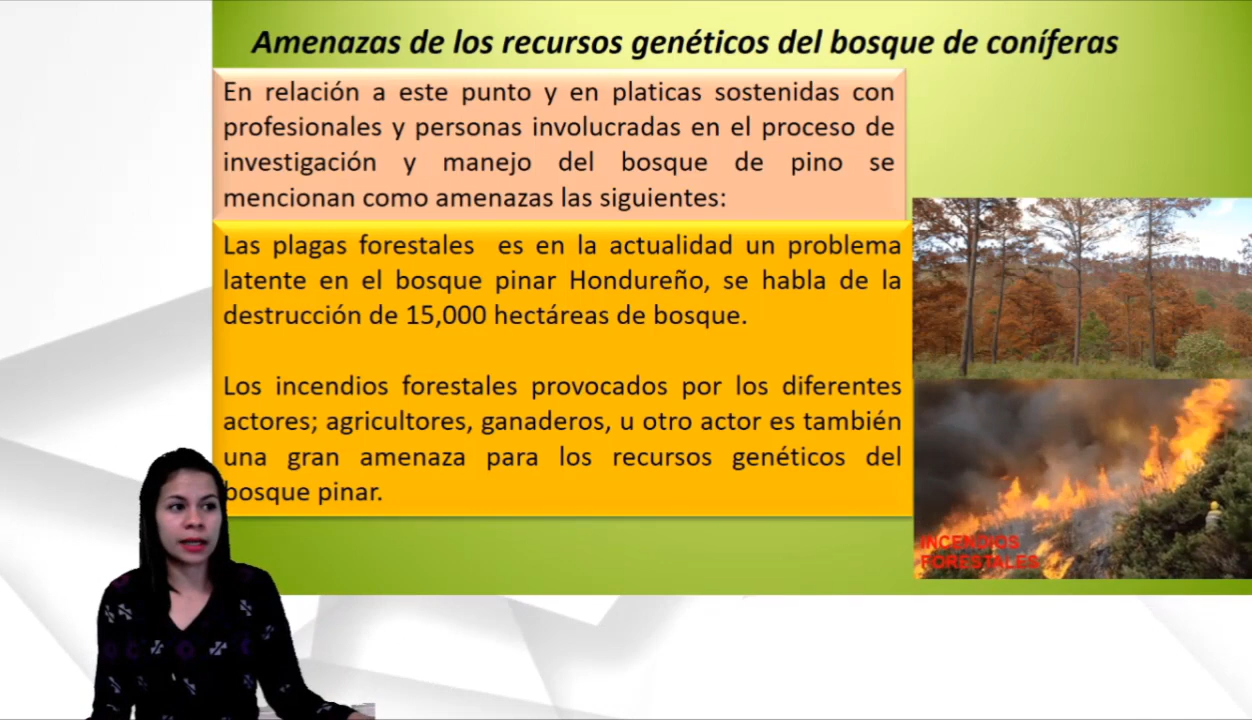 Amenazas de los recursos genéticos del bosque de coníferas
En relación a este punto y en platicas sostenidas con
profesionales y personas involucradas en el proceso de
investigación y manejo del bosque de pino se
mencionan como amenazas las siguientes:
Las plagas forestales es en la actualidad un problema
latente en el bosque pinar Hondureño, se habla de la
destrucción de 15,000 hectáreas de bosque.
Los incendios forestales provocados por los diferentes
actores; agricultores, ganaderos, u otro actor es también
una gran amenaza para los recursos genéticos del
bosque pinar.
INCENDIOS
FORESTALES